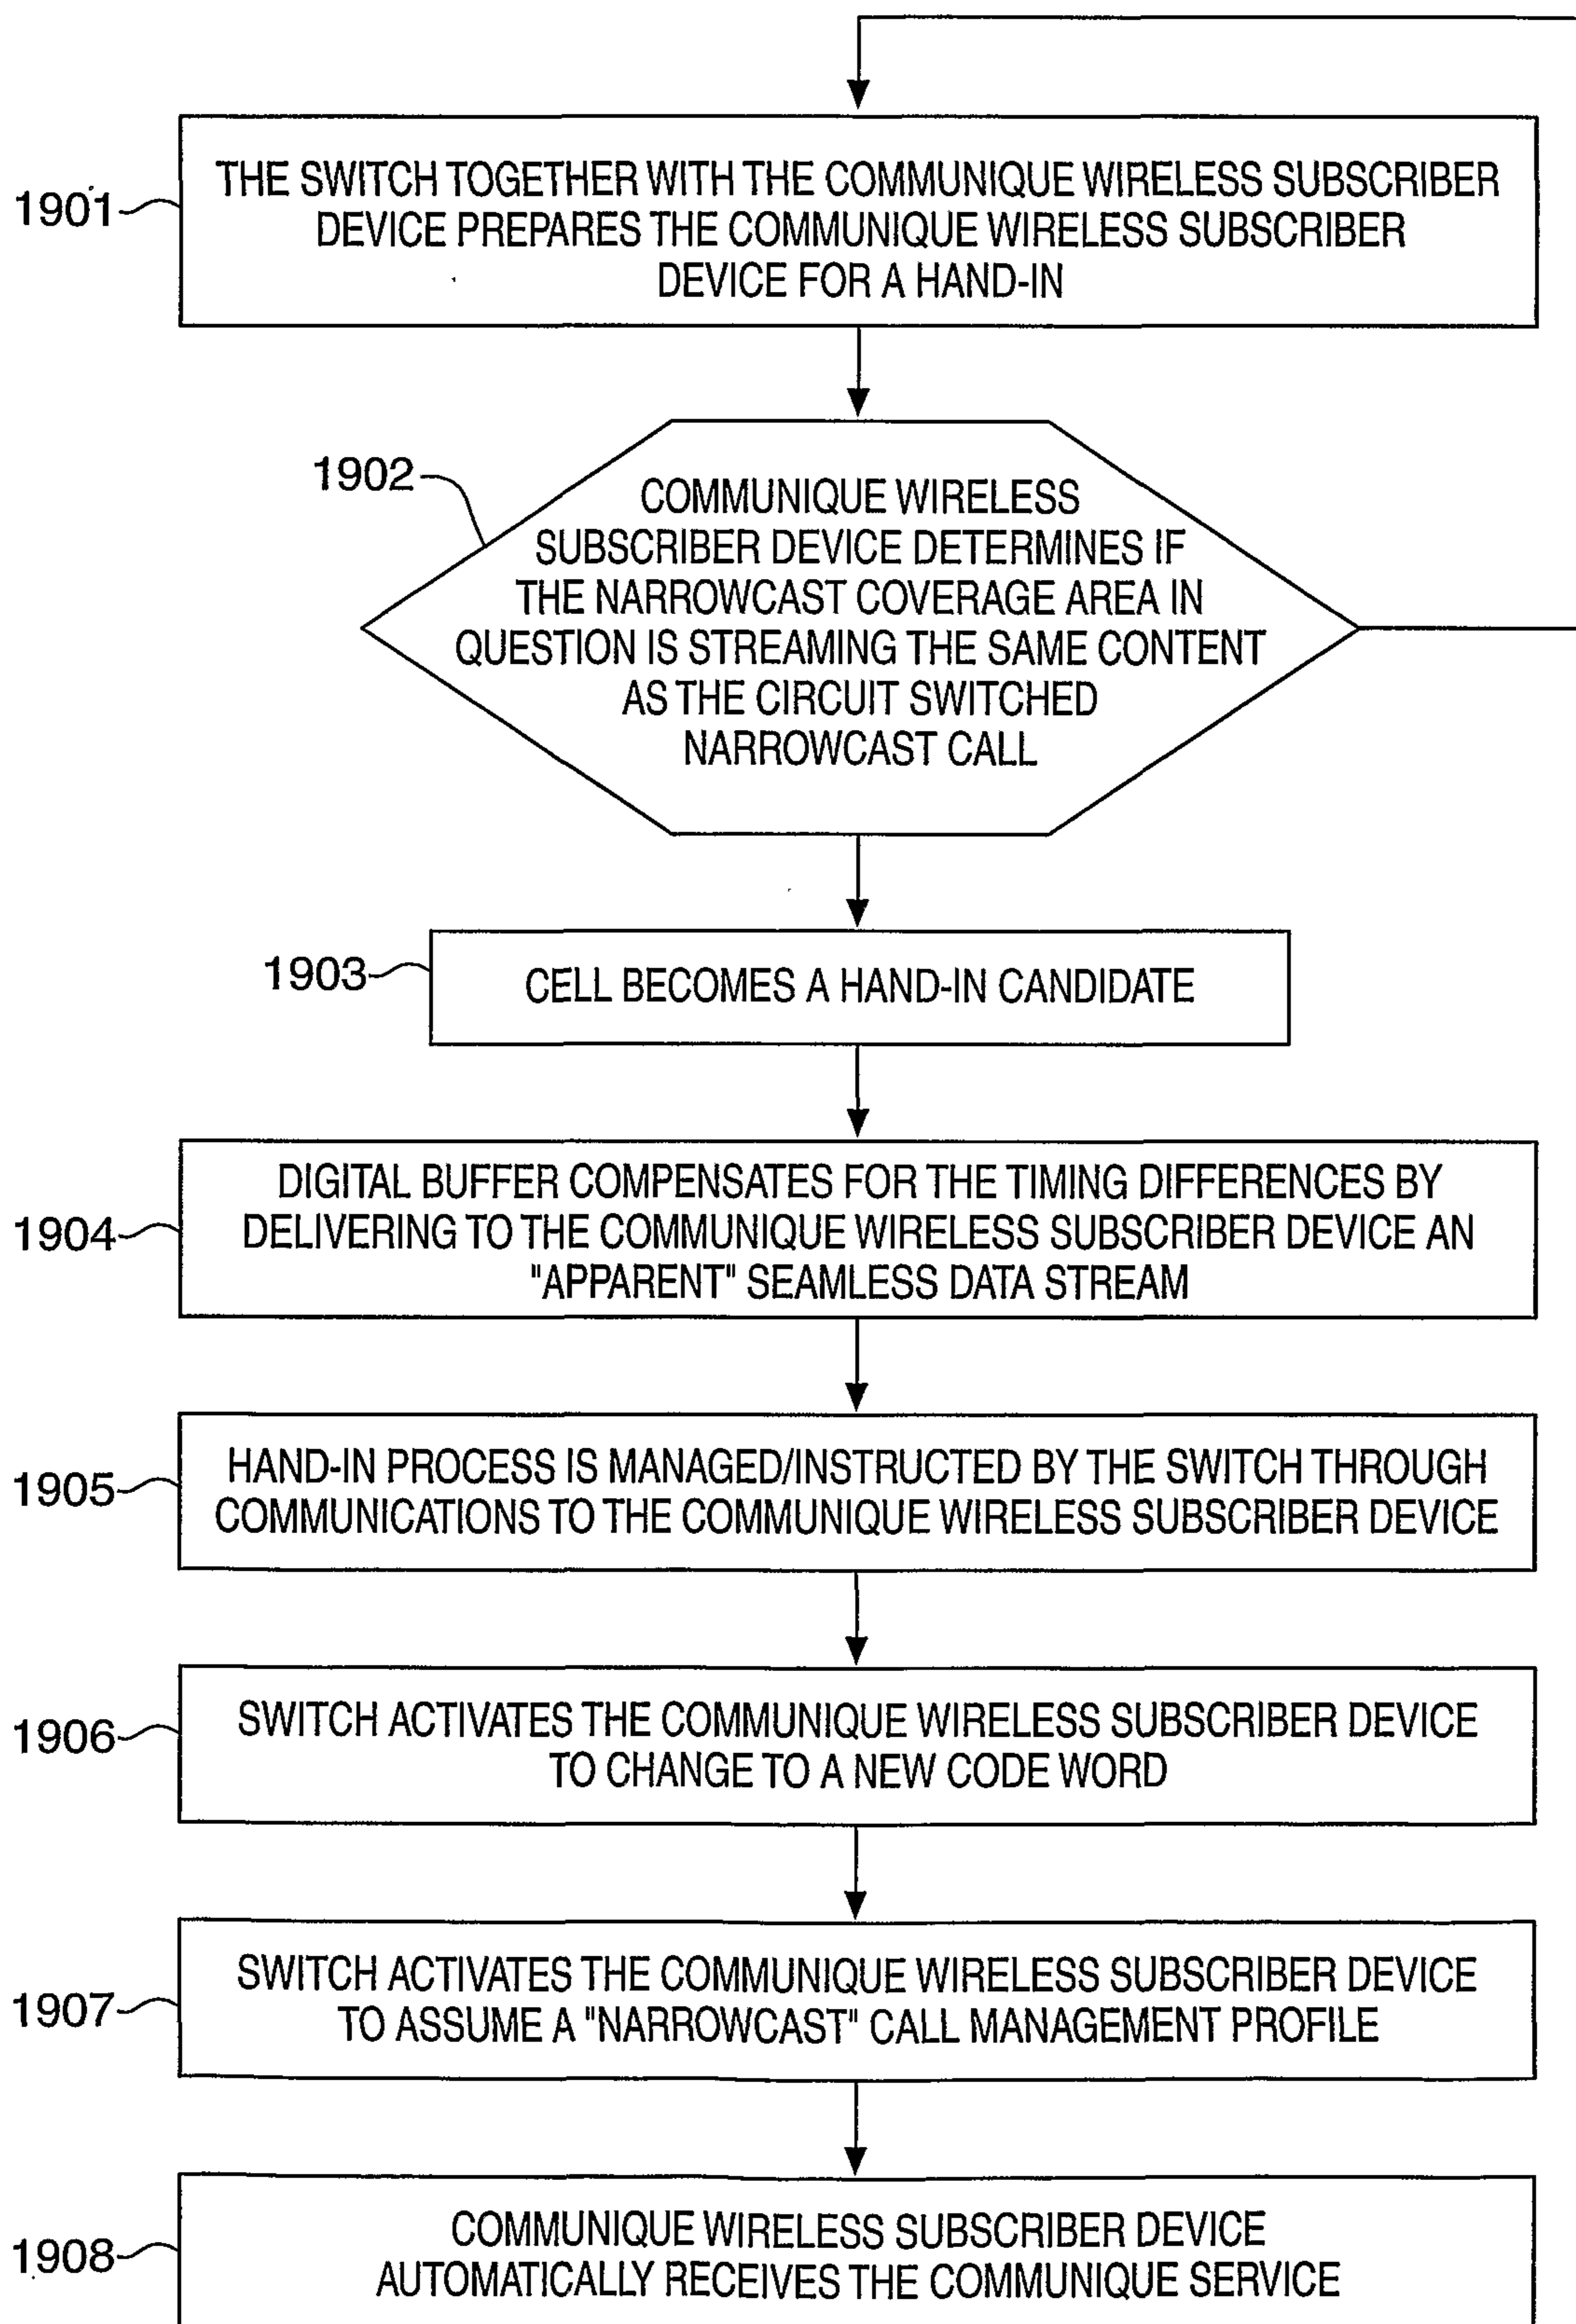 1901
THE SWITCH TOGETHER WITH THE COMMUNIQUE WIRELESS SUBSCRIBER
DEVICE PREPARES THE COMMUNIQUE WIRELESS SUBSCRIBER
DEVICE FOR A HAND-IN
1902
COMMUNIQUE WIRELESS
SUBSCRIBER DEVICE DETERMINES IF
THE NARROWCAST COVERAGE AREA IN
QUESTION IS STREAMING THE SAME CONTENT
AS THE CIRCUIT SWITCHED
NARROWCAST CALL
1903
CELL BECOMES A HAND-IN CANDIDATE
1904
DIGITAL BUFFER COMPENSATES FOR THE TIMING DIFFERENCES BY
DELIVERING TO THE COMMUNIQUE WIRELESS SUBSCRIBER DEVICE AN
"APPARENT" SEAMLESS DATA STREAM
1905
HAND-IN PROCESS IS MANAGED/INSTRUCTED BY THE SWITCH THROUGH
COMMUNICATIONS TO THE COMMUNIQUE WIRELESS SUBSCRIBER DEVICE
1906
SWITCH ACTIVATES THE COMMUNIQUE WIRELESS SUBSCRIBER DEVICE
TO CHANGE TO A NEW CODE WORD
1907
SWITCH ACTIVATES THE COMMUNIQUE WIRELESS SUBSCRIBER DEVICE
TO ASSUME A "NARROWCAST" CALL MANAGEMENT PROFILE
1908
COMMUNIQUE WIRELESS SUBSCRIBER DEVICE
AUTOMATICALLY RECEIVES THE COMMUNIQUE SERVICE